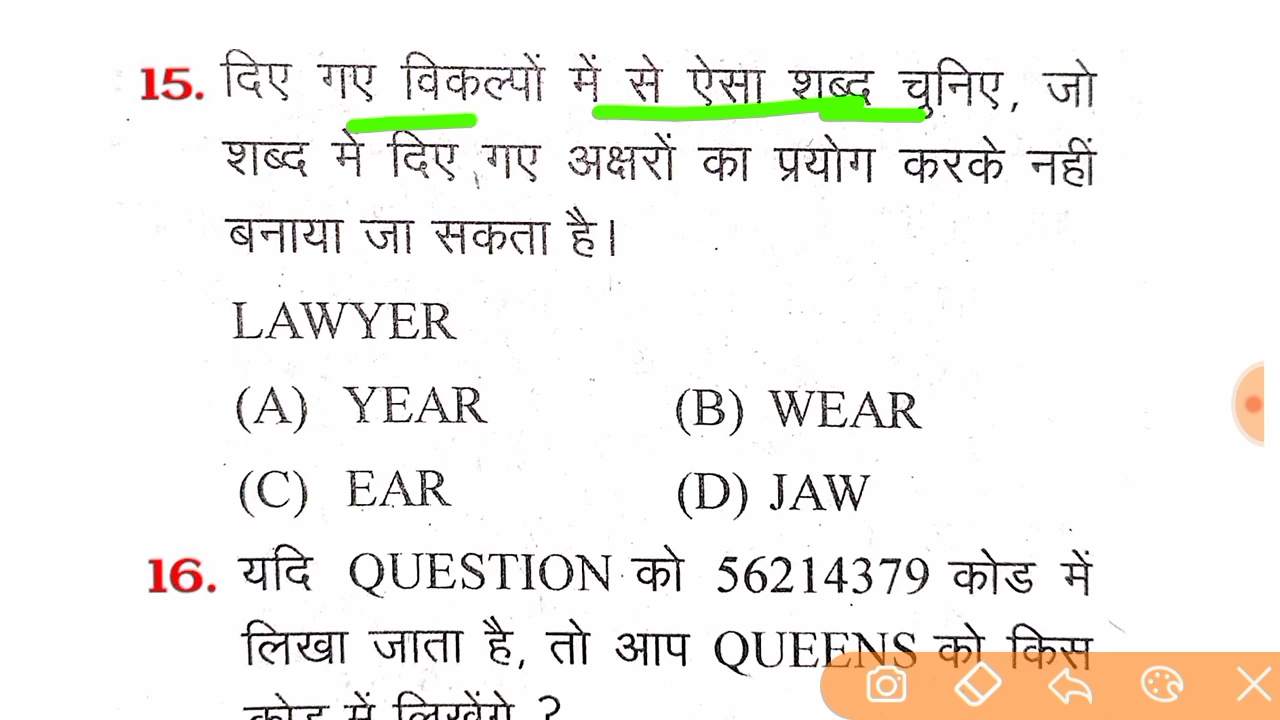 15. दिए गए विकल्पों में से ऐसा शब्द चुनिए, जो
शब्द में दिए गए अक्षरों का प्रयोग करके नहीं
बनाया जा सकता है।
LAWYER
(A) YEAR (B) WEAR
(C) EAR (D) JAW
16. यदि QUESTION को 56214379 कोड में
लिखा जाता है, तो आप QUEENS को किस
कोड में लिखेंगे ?